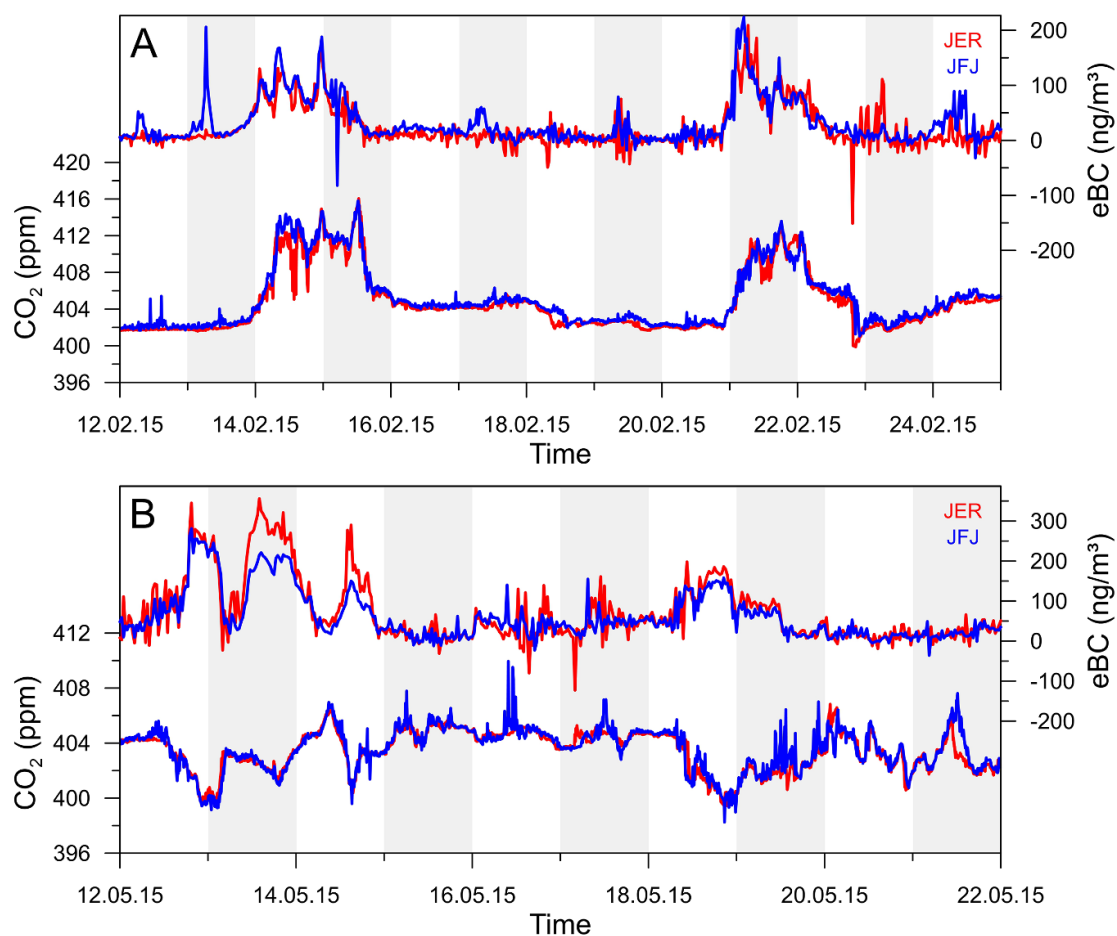 A
JER
JFJ
200
100
0
-100
-200
eBC (ng/m³)
420
416
412
408
404
400
396
CO₂ (ppm)
12.02.15 14.02.15 16.02.15 18.02.15 20.02.15 22.02.15 24.02.15
Time
B
JER
JFJ
300
200
100
0
-100
-200
eBC (ng/m³)
412
408
404
400
396
CO₂ (ppm)
12.05.15 14.05.15 16.05.15 18.05.15 20.05.15 22.05.15
Time